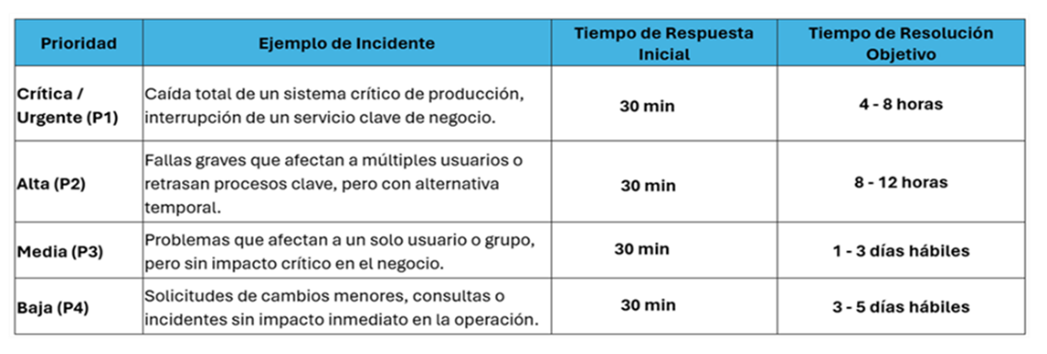 Prioridad
Ejemplo de Incidente
Tiempo de Respuesta
Inicial
Tiempo de Resolución
Objetivo
Crítica /
Urgente (P1)
Caída total de un sistema crítico de producción,
interrupción de un servicio clave de negocio.
30 min
4 - 8 horas
Alta (P2)
Fallas graves que afectan a múltiples usuarios o
retrasan procesos clave, pero con alternativa
temporal.
30 min
8 - 12 horas
Media (P3)
Problemas que afectan a un solo usuario o grupo,
pero sin impacto crítico en el negocio.
30 min
1 - 3 días hábiles
Baja (P4)
Solicitudes de cambios menores, consultas o
incidentes sin impacto inmediato en la operación.
30 min
3 - 5 días hábiles